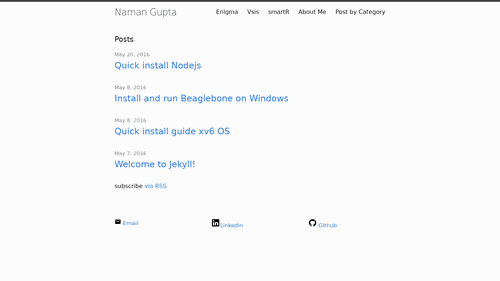 Naman Gupta
Enigma Vsis smartR About Me Post by Category
Posts
May 20, 2016
Quick install Nodejs
May 8, 2016
Install and run Beaglebone on Windows
May 8, 2016
Quick install guide xv6 OS
May 7, 2016
Welcome to Jekyll!
subscribe via RSS
Email Linkedin Github